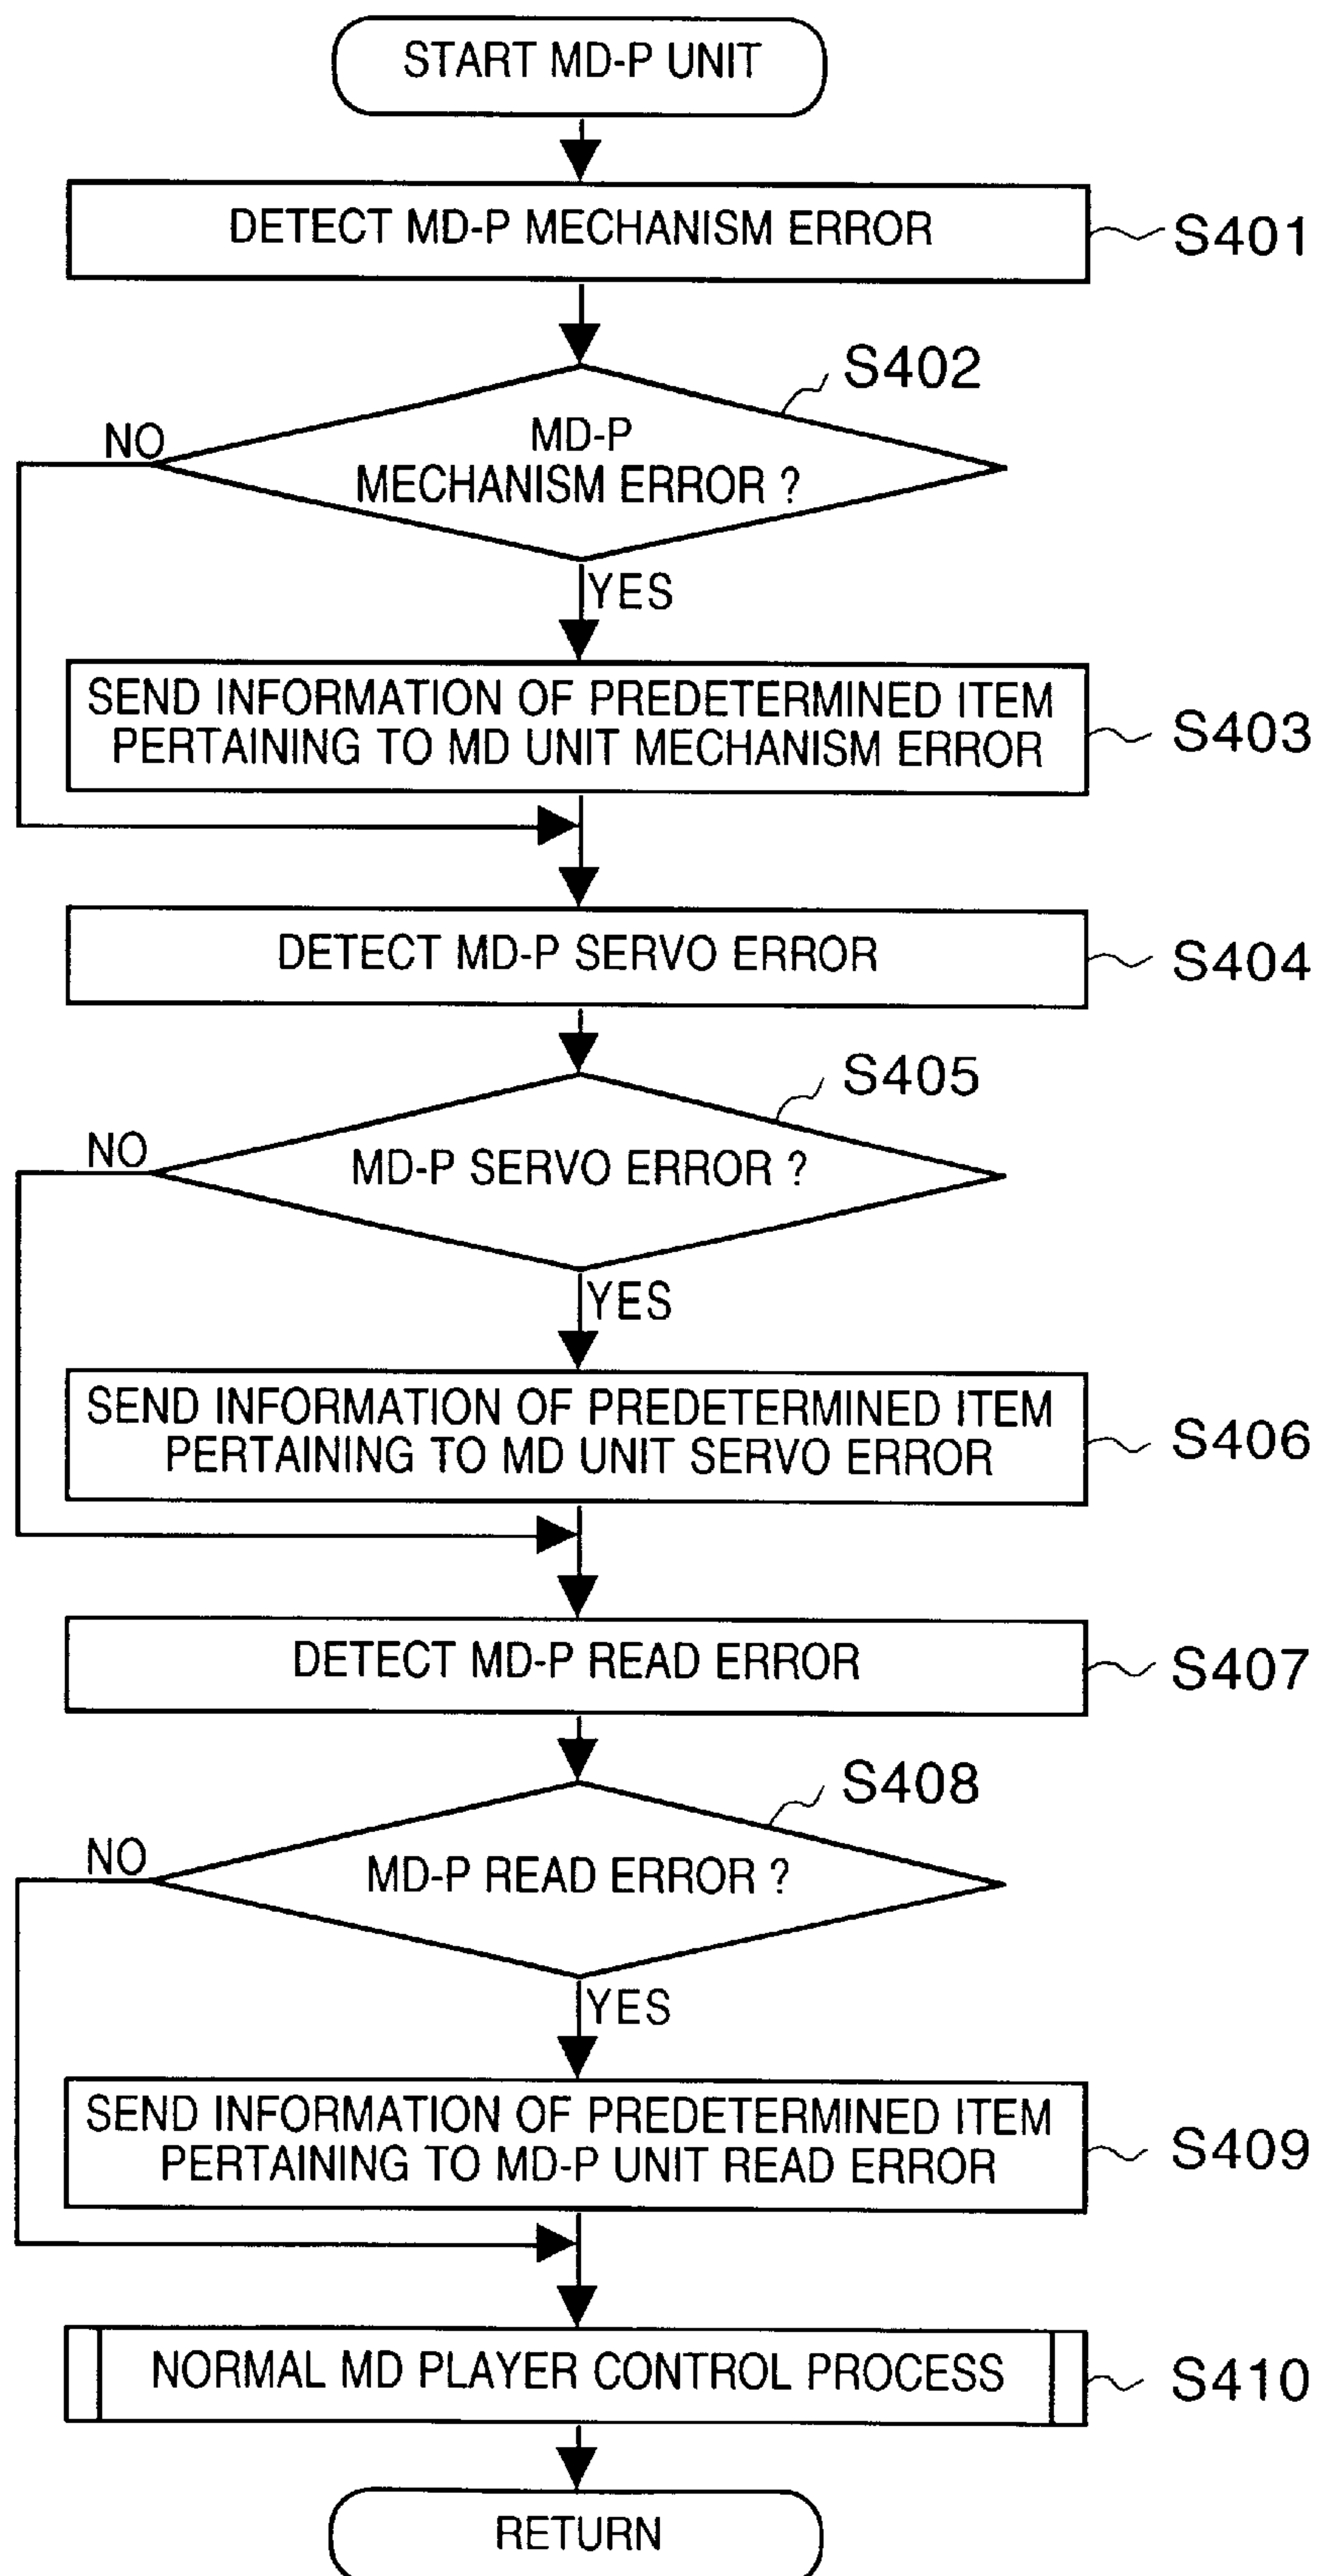 START MD-P UNIT
DETECT MD-P MECHANISM ERROR
S401
S402
NO
MD-P
MECHANISM ERROR ?
YES
SEND INFORMATION OF PREDETERMINED ITEM
PERTAINING TO MD UNIT MECHANISM ERROR
S403
DETECT MD-P SERVO ERROR
S404
S405
NO
MD-P SERVO ERROR ?
YES
SEND INFORMATION OF PREDETERMINED ITEM
PERTAINING TO MD UNIT SERVO ERROR
S406
DETECT MD-P READ ERROR
S407
S408
NO
MD-P READ ERROR ?
YES
SEND INFORMATION OF PREDETERMINED ITEM
PERTAINING TO MD-P UNIT READ ERROR
S409
NORMAL MD PLAYER CONTROL PROCESS
S410
RETURN